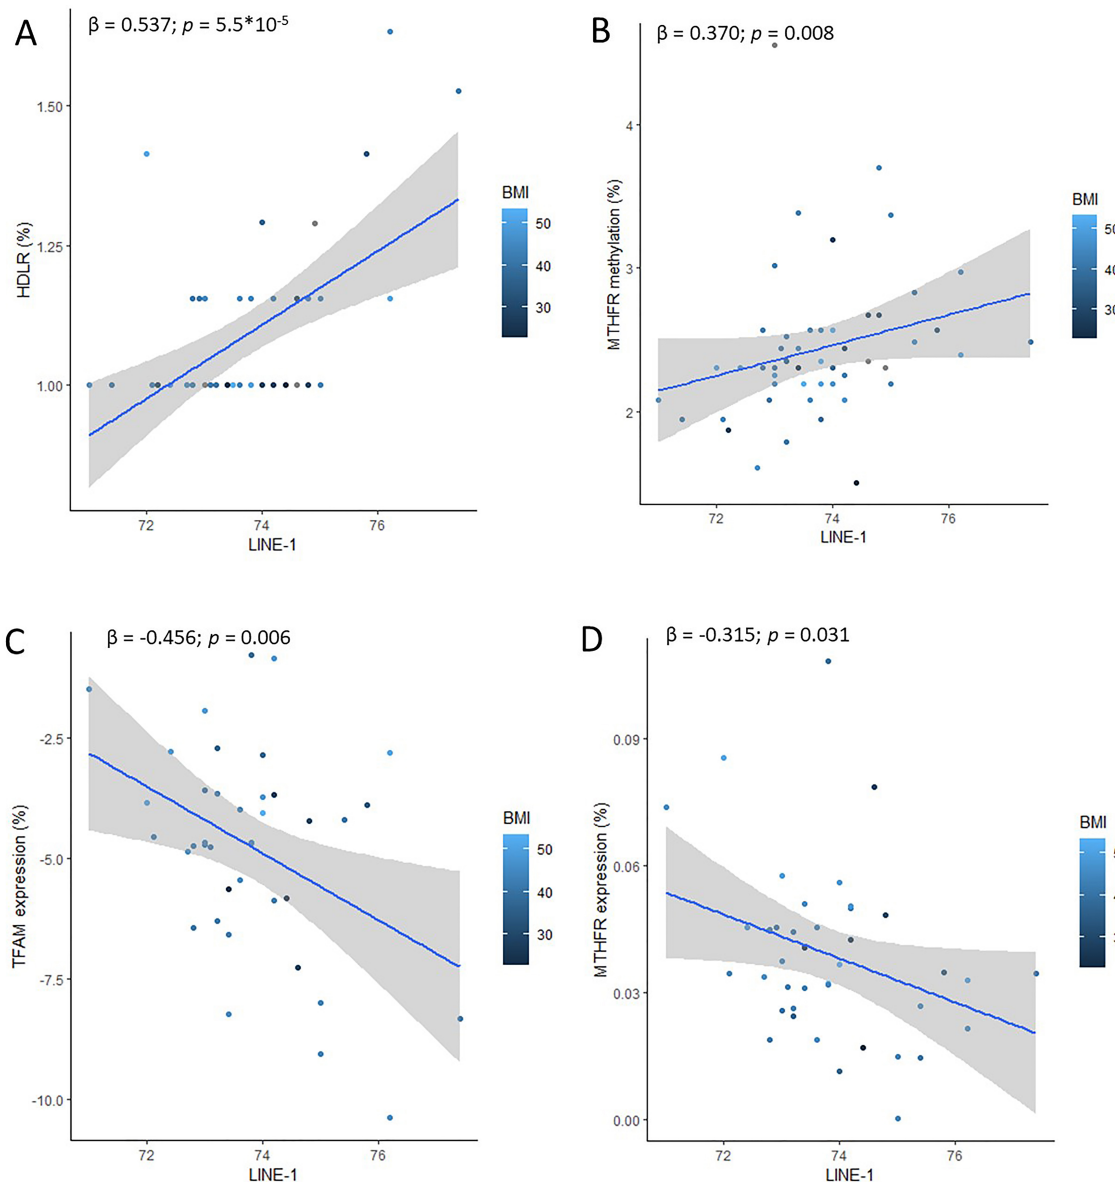 A
β = 0.537; p = 5.5*10-5
HDLR (%)
1.50
1.25
1.00
72 74 76
LINE-1
BMI
50
40
30
B
β = 0.370; p = 0.008
MTHFR methylation (%)
4
3
2
72 74 76
LINE-1
BMI
50
40
30
C
β = -0.456; p = 0.006
TFAM expression (%)
-2.5
-5.0
-7.5
-10.0
72 74 76
LINE-1
BMI
50
40
30
D
β = -0.315; p = 0.031
MTHFR expression (%)
0.09
0.06
0.03
0.00
72 74 76
LINE-1
BMI